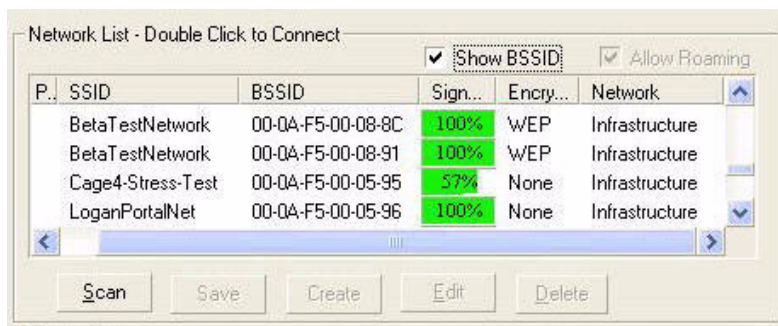 Network List - Double Click to Connect
Show BSSID Allow Roaming
P.. SSID BSSID Sign... Encry... Network
BetaTestNetwork 00-0A-F5-00-08-8C 100% WEP Infrastructure
BetaTestNetwork 00-0A-F5-00-08-91 100% WEP Infrastructure
Cage4-Stress-Test 00-0A-F5-00-05-95 57% None Infrastructure
LoganPortalNet 00-0A-F5-00-05-96 100% None Infrastructure
Scan Save Create Edit Delete